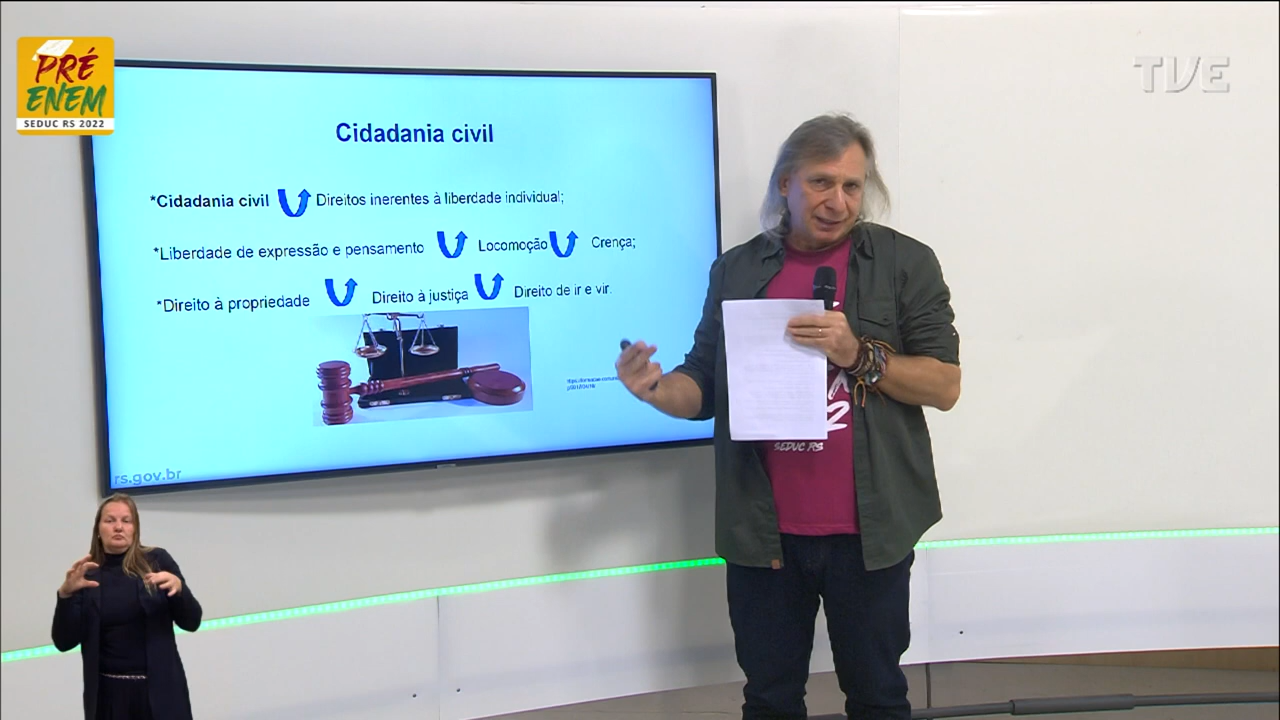 PRÉ
ENEM
SEDUC RS 2022
TVE
Cidadania civil
*Cidadania civil Direitos inerentes à liberdade individual;
*Liberdade de expressão e pensamento Locomoção Crença;
*Direito à propriedade Direito à justiça Direito de ir e vir.
rs.gov.br
2
SEDUC RS